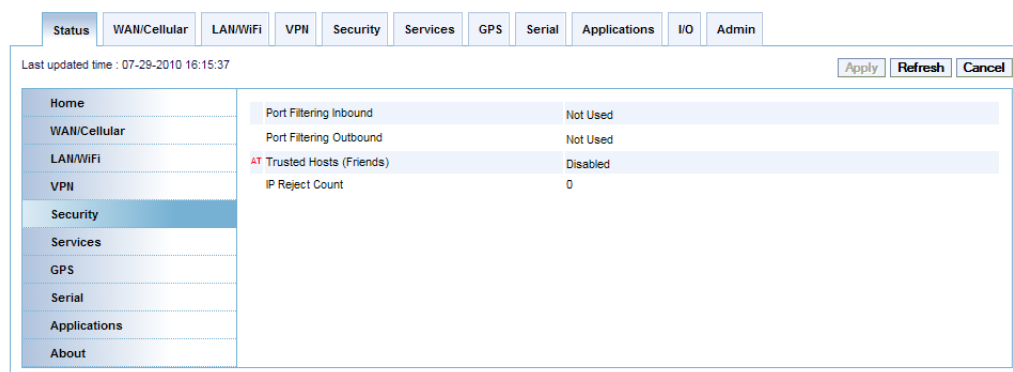 Status WAN/Cellular LAN/WiFi VPN Security Services GPS Serial Applications I/O Admin
Last updated time : 07-29-2010 16:15:37
Apply Refresh Cancel
Home
WAN/Cellular
LAN/WiFi
VPN
Security
Services
GPS
Serial
Applications
About
Port Filtering Inbound Not Used
Port Filtering Outbound Not Used
AT Trusted Hosts (Friends) Disabled
IP Reject Count 0